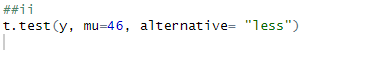 ##ii
t.test(y, mu=46, alternative= "less")